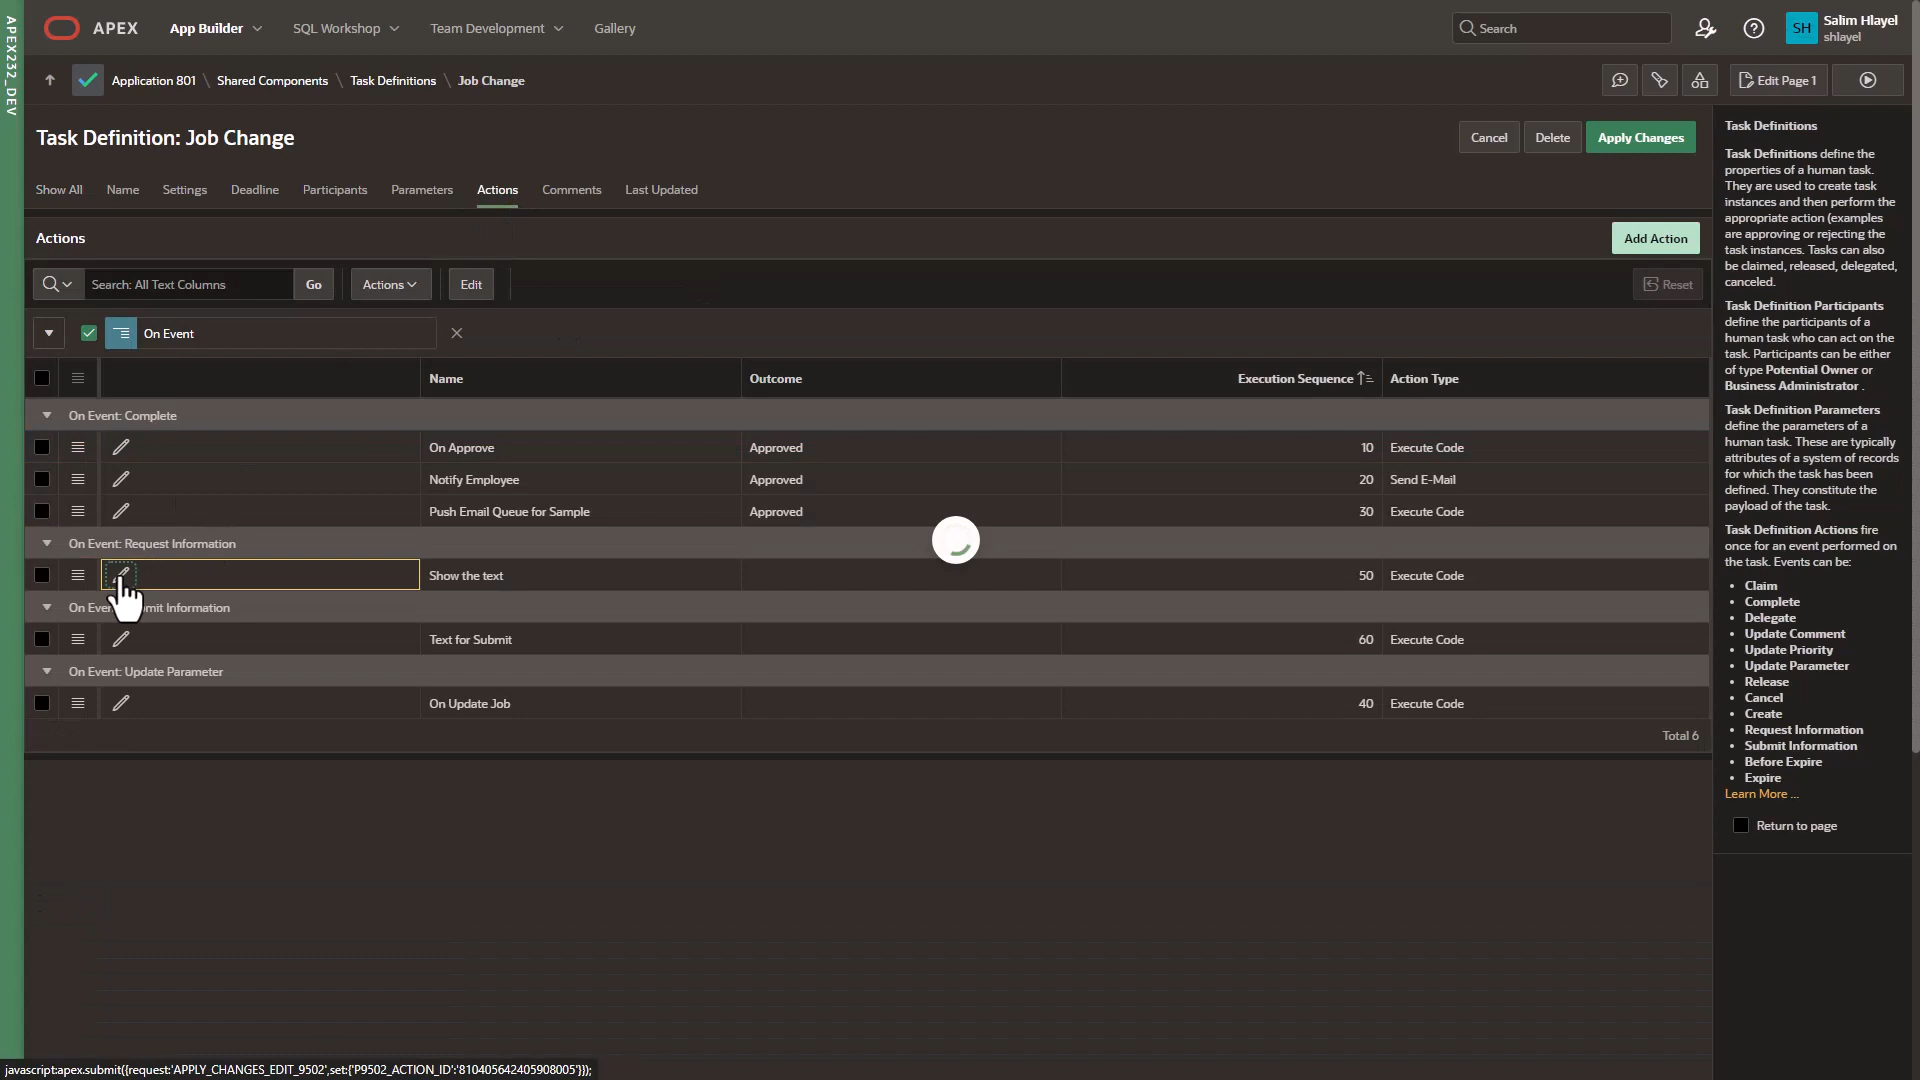 APEX232_DEV
APEX
App Builder
SQL Workshop
Team Development
Gallery
Search
SH
Salim Hlayel
shlayel
Application 801 \ Shared Components \ Task Definitions \ Job Change
Edit Page 1
Task Definition: Job Change
Cancel
Delete
Apply Changes
Show All
Name
Settings
Deadline
Participants
Parameters
Actions
Comments
Last Updated
Actions
Add Action
Search: All Text Columns
Go
Actions
Edit
Reset
On Event
Name Outcome Execution Sequence Action Type
On Event: Complete
On Approve Approved 10 Execute Code
Notify Employee Approved 20 Send E-Mail
Push Email Queue for Sample Approved 30 Execute Code
On Event: Request Information
Show the text 50 Execute Code
On Eve mit Information
Text for Submit 60 Execute Code
On Event: Update Parameter
On Update Job 40 Execute Code
Total 6
Task Definitions
Task Definitions define the
properties of a human task.
They are used to create task
instances and then perform the
appropriate action (examples
are approving or rejecting the
task instances. Tasks can also
be claimed, released, delegated,
canceled.
Task Definition Participants
define the participants of a
human task who can act on the
task. Participants can be either
of type Potential Owner or
Business Administrator .
Task Definition Parameters
define the parameters of a
human task. These are typically
attributes of a system of records
for which the task has been
defined. They constitute the
payload of the task.
Task Definition Actions fire
once for an event performed on
the task. Events can be:
• Claim
• Complete
• Delegate
• Update Comment
• Update Priority
• Update Parameter
• Release
• Cancel
• Create
• Request Information
• Submit Information
• Before Expire
• Expire
Learn More ...
Return to page
javascript:apex.submit({request:'APPLY_CHANGES_EDIT_9502',set:{'P9502_ACTION_ID':'810405642405908005'}});